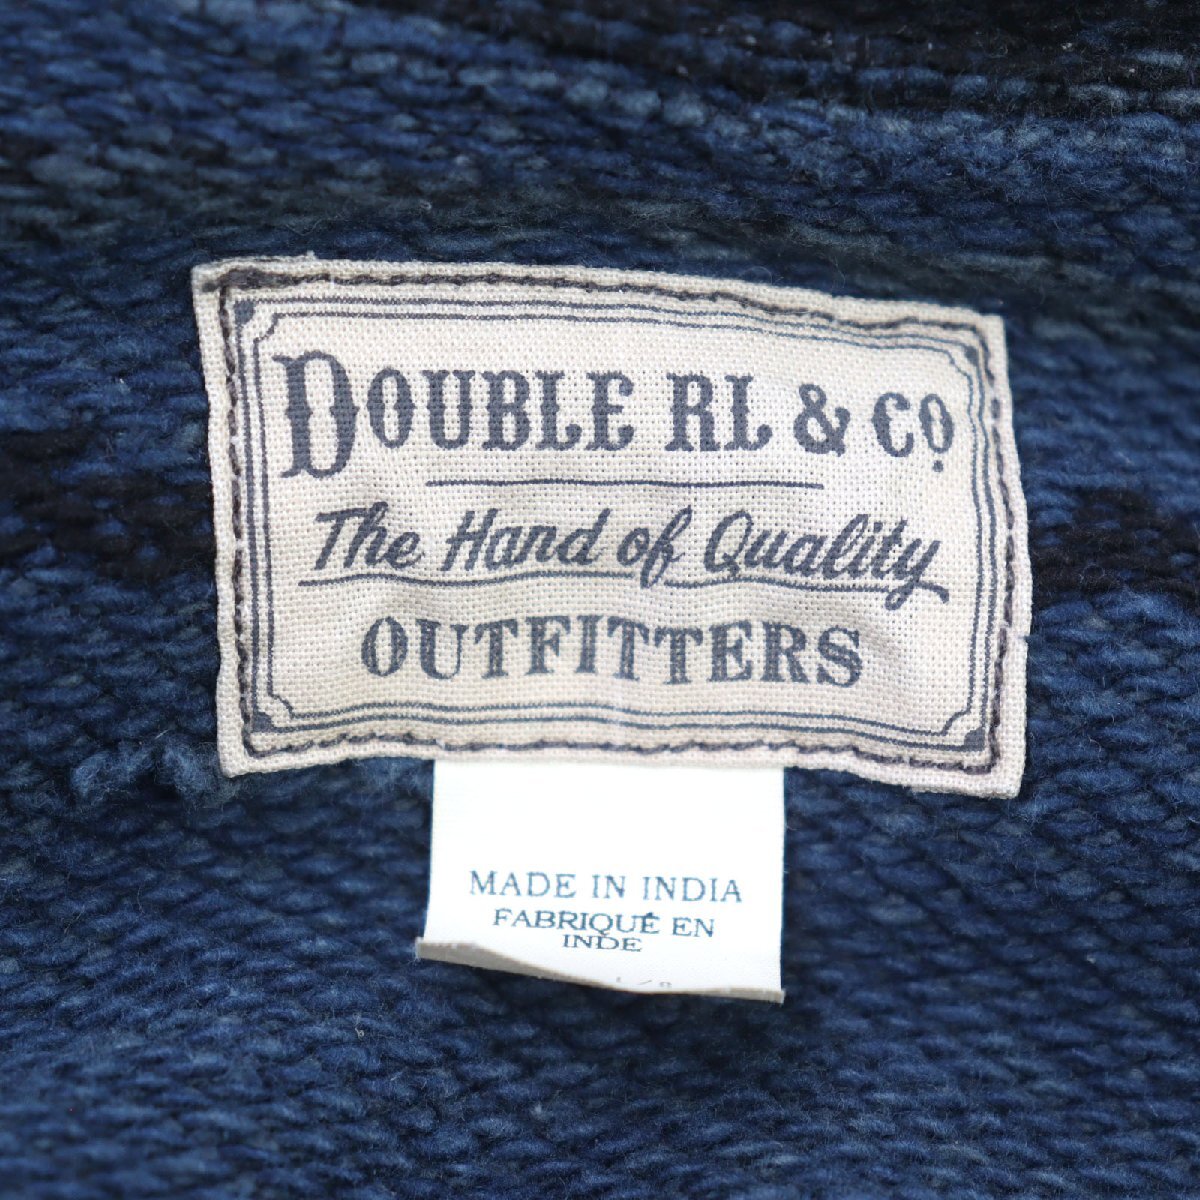 DOUBLE RL & CO.
The Hand of Quality
OUTFITTERS
MADE IN INDIA
FABRIQUÉ EN
INDE